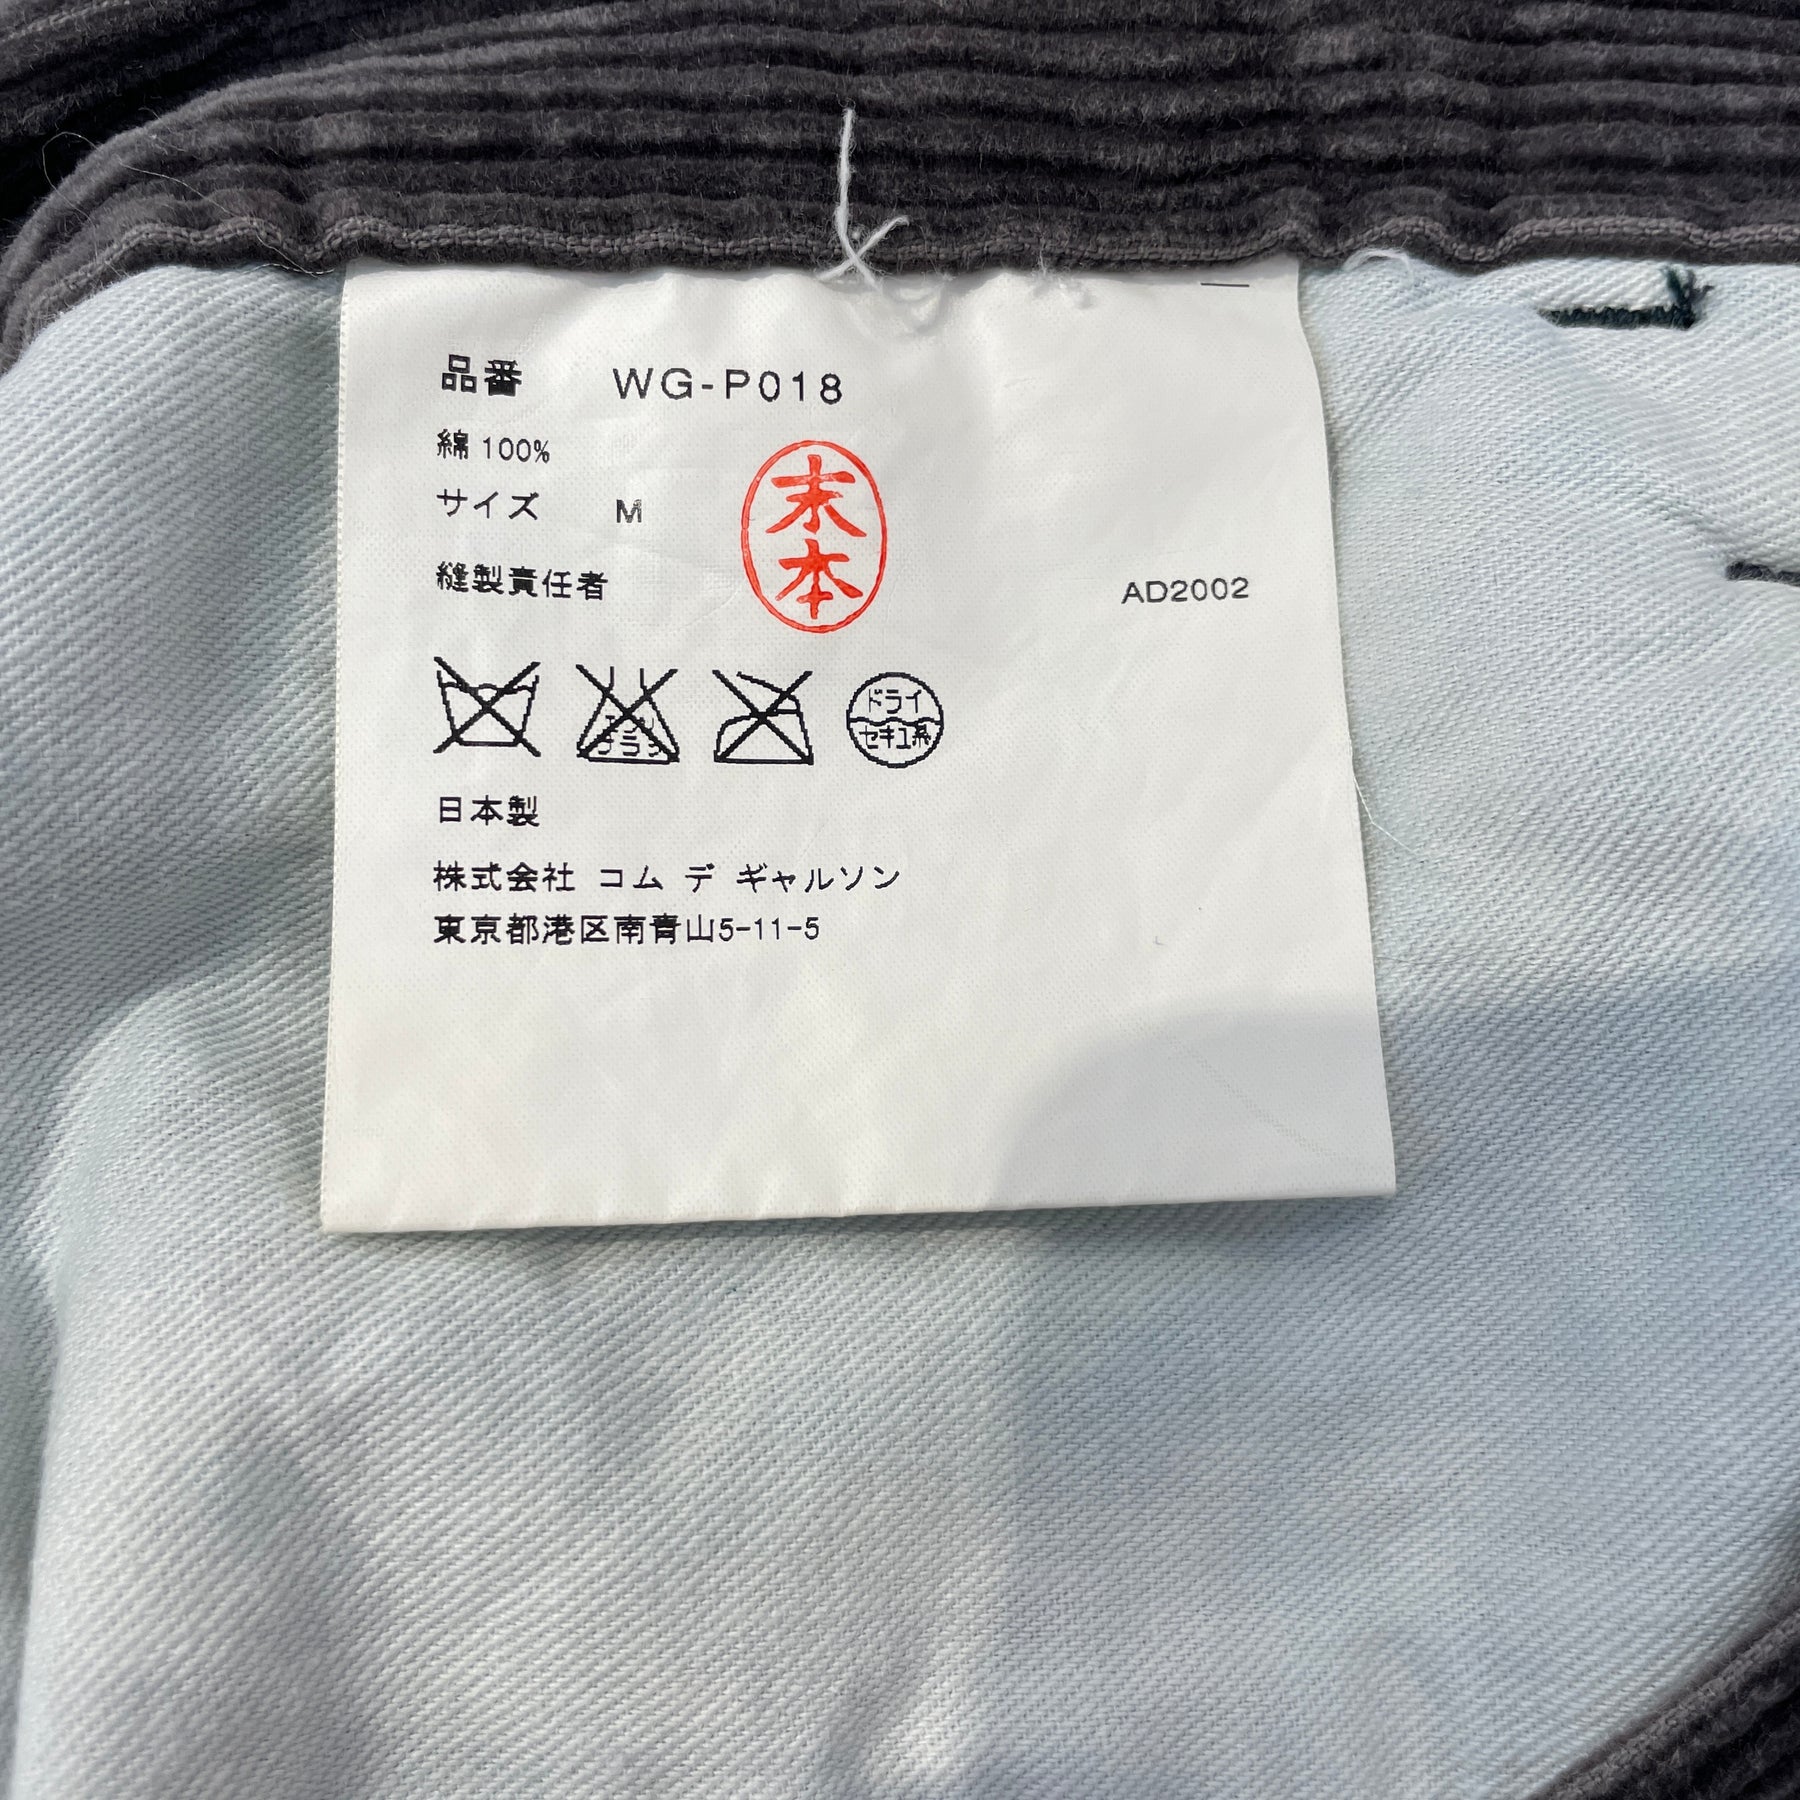 品番 WG-P018
綿 100%
サイズ M
末本
縫製責任者 AD2002
ドライ
セキユ系
日本製
株式会社 コム デ ギャルソン
東京都港区南青山5-11-5